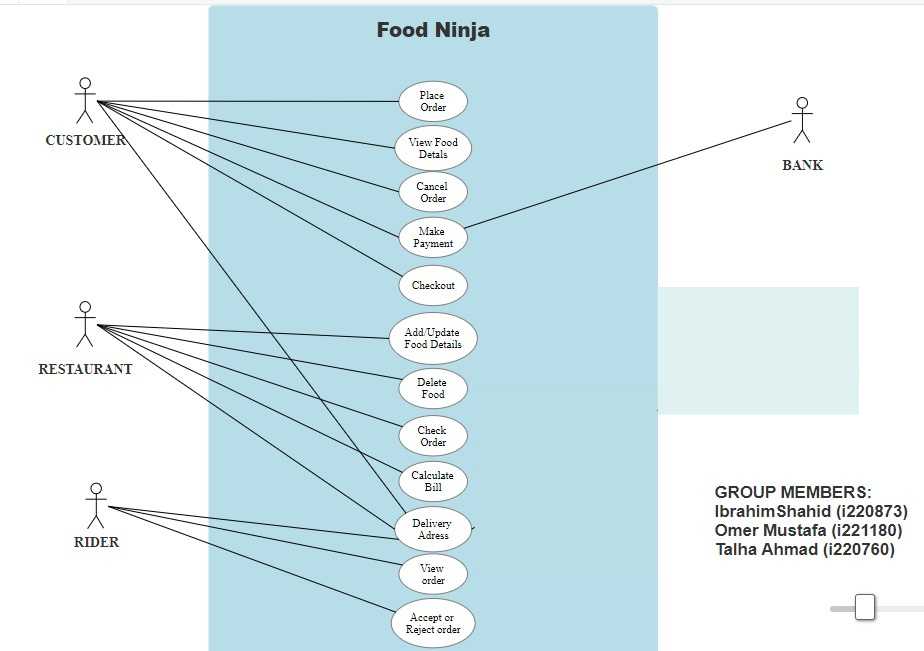 Food Ninja
CUSTOMER
Place
Order
View Food
Detals
Cancel
Order
Make
Payment
Checkout
BANK
RESTAURANT
Add/Update
Food Details
Delete
Food
Check
Order
Calculate
Bill
RIDER
Delivery
Adress
View
order
Accept or
Reject order
GROUP MEMBERS:
IbrahimShahid (i220873)
Omer Mustafa (i221180)
Talha Ahmad (i220760)